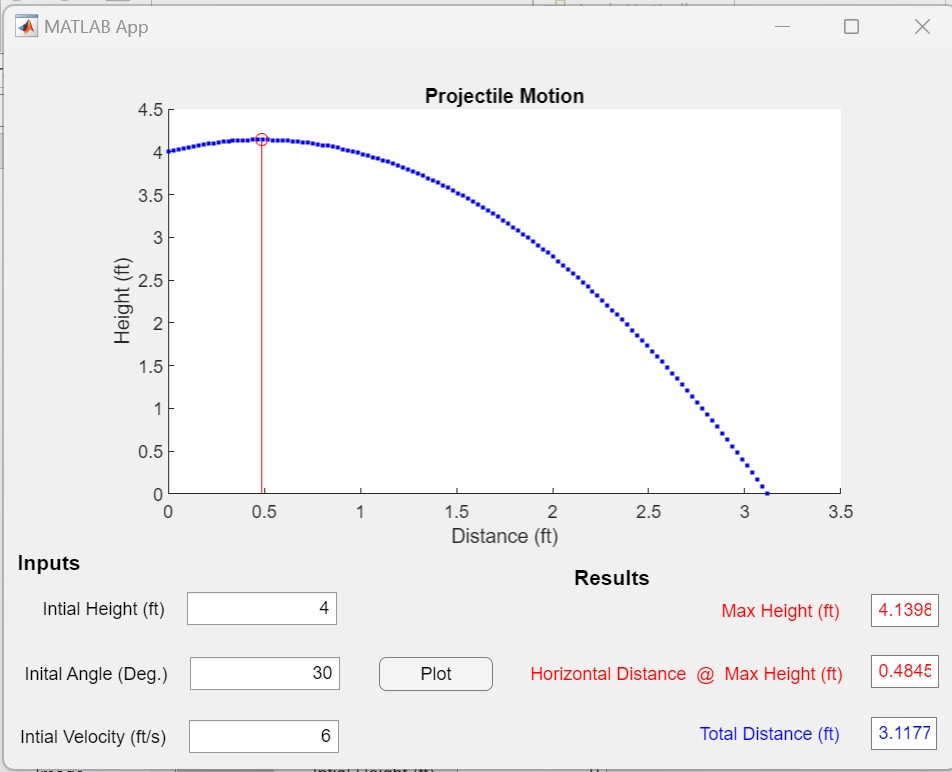 MATLAB App
Projectile Motion
4.5
4
3.5
3
2.5
2
1.5
1
0.5
0
Height (ft)
0 0.5 1 1.5 2 2.5 3 3.5
Distance (ft)
Inputs
Results
Intial Height (ft) 4
Max Height (ft) 4.1398
Inital Angle (Deg.) 30
Plot
Horizontal Distance @ Max Height (ft) 0.4845
Intial Velocity (ft/s) 6
Total Distance (ft) 3.1177